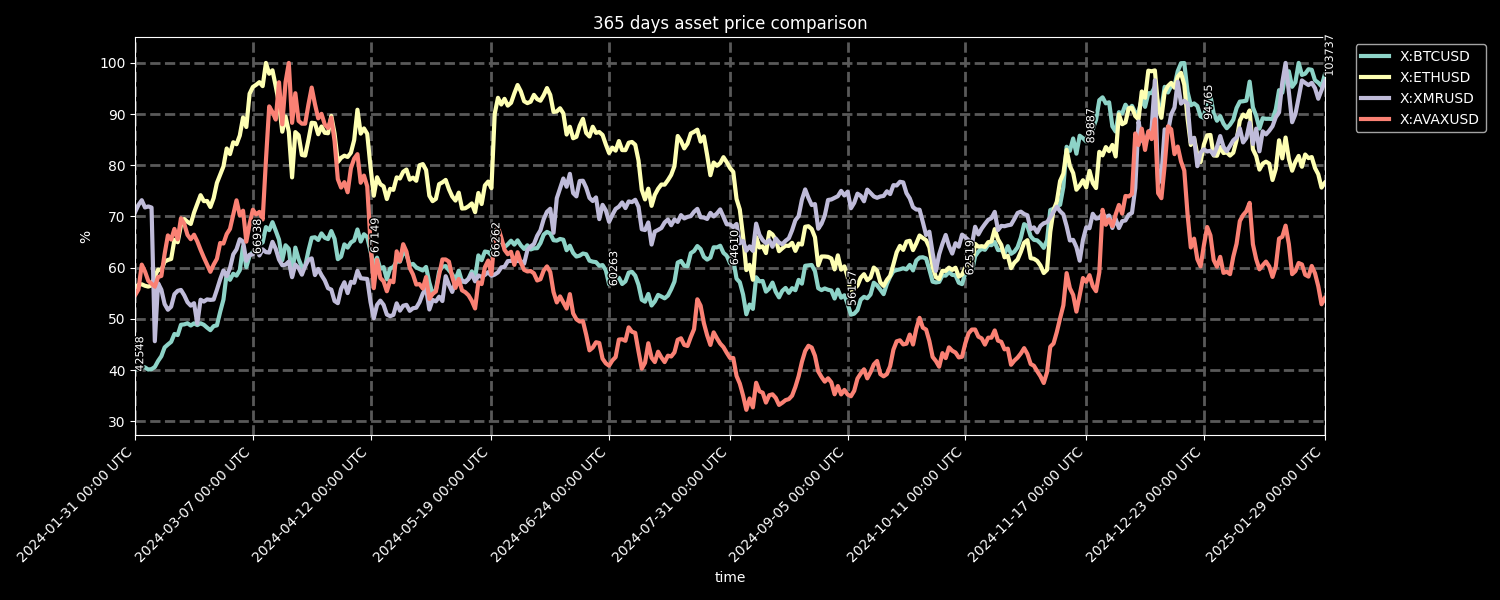 365 days asset price comparison
X:BTCUSD
X:ETHUSD
X:XMRUSD
X:AVAXUSD
%
100
90
80
70
60
50
40
30
42548
66938
67149
66262
60263
64610
56157
62519
89887
94765
103737
2024-01-31 00:00 UTC
2024-03-07 00:00 UTC
2024-04-12 00:00 UTC
2024-05-19 00:00 UTC
2024-06-24 00:00 UTC
2024-07-31 00:00 UTC
2024-09-05 00:00 UTC
2024-10-11 00:00 UTC
2024-11-17 00:00 UTC
2024-12-23 00:00 UTC
2025-01-29 00:00 UTC
time